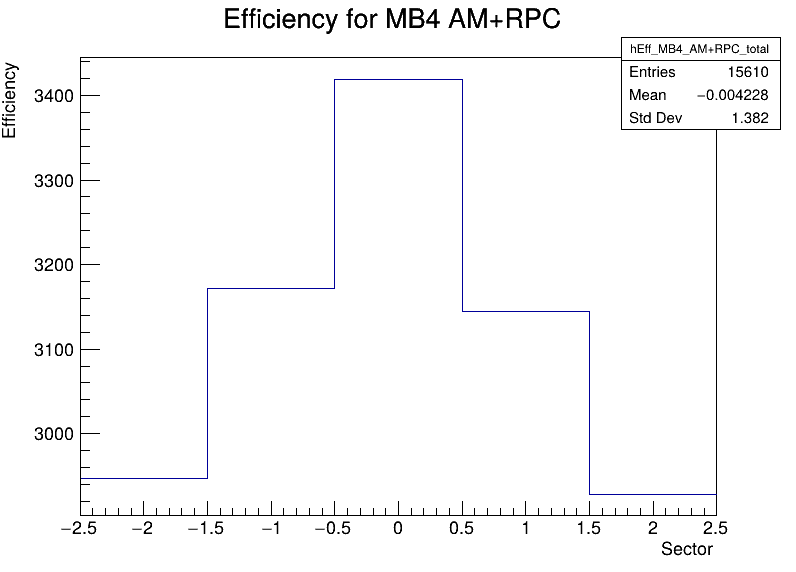 Efficiency for MB4 AM+RPC
hEff_MB4_AM+RPC_total
Entries 15610
Mean −0.004228
Std Dev 1.382
Efficiency
3400
3300
3200
3100
3000
−2.5 −2 −1.5 −1 −0.5 0 0.5 1 1.5 2 2.5
Sector